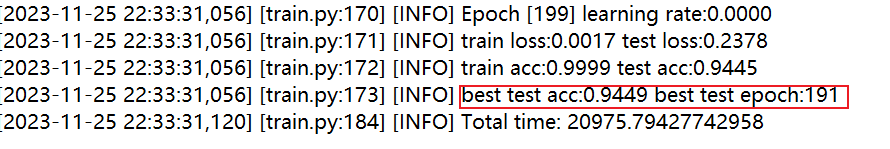 [2023-11-25 22:33:31,056] [train.py:170] [INFO] Epoch [199] learning rate:0.0000
[2023-11-25 22:33:31,056] [train.py:171] [INFO] train loss:0.0017 test loss:0.2378
[2023-11-25 22:33:31,056] [train.py:172] [INFO] train acc:0.9999 test acc:0.9445
[2023-11-25 22:33:31,056] [train.py:173] [INFO] best test acc:0.9449 best test epoch:191
[2023-11-25 22:33:31,120] [train.py:184] [INFO] Total time: 20975.79427742958